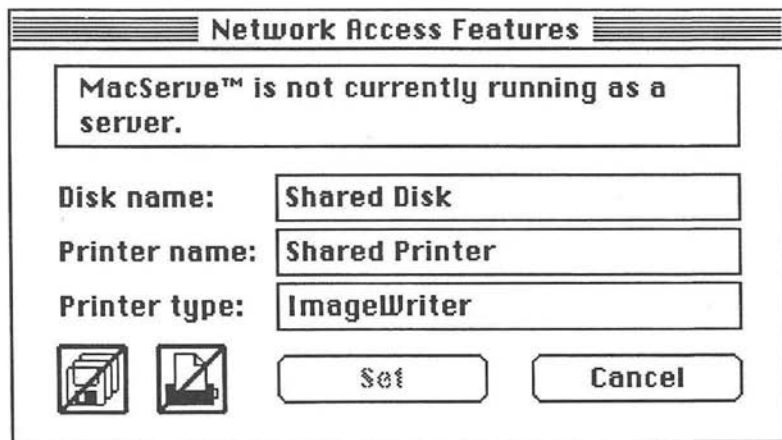 Network Access Features
MacServe™ is not currently running as a
server.
Disk name: Shared Disk
Printer name: Shared Printer
Printer type: ImageWriter
Set Cancel